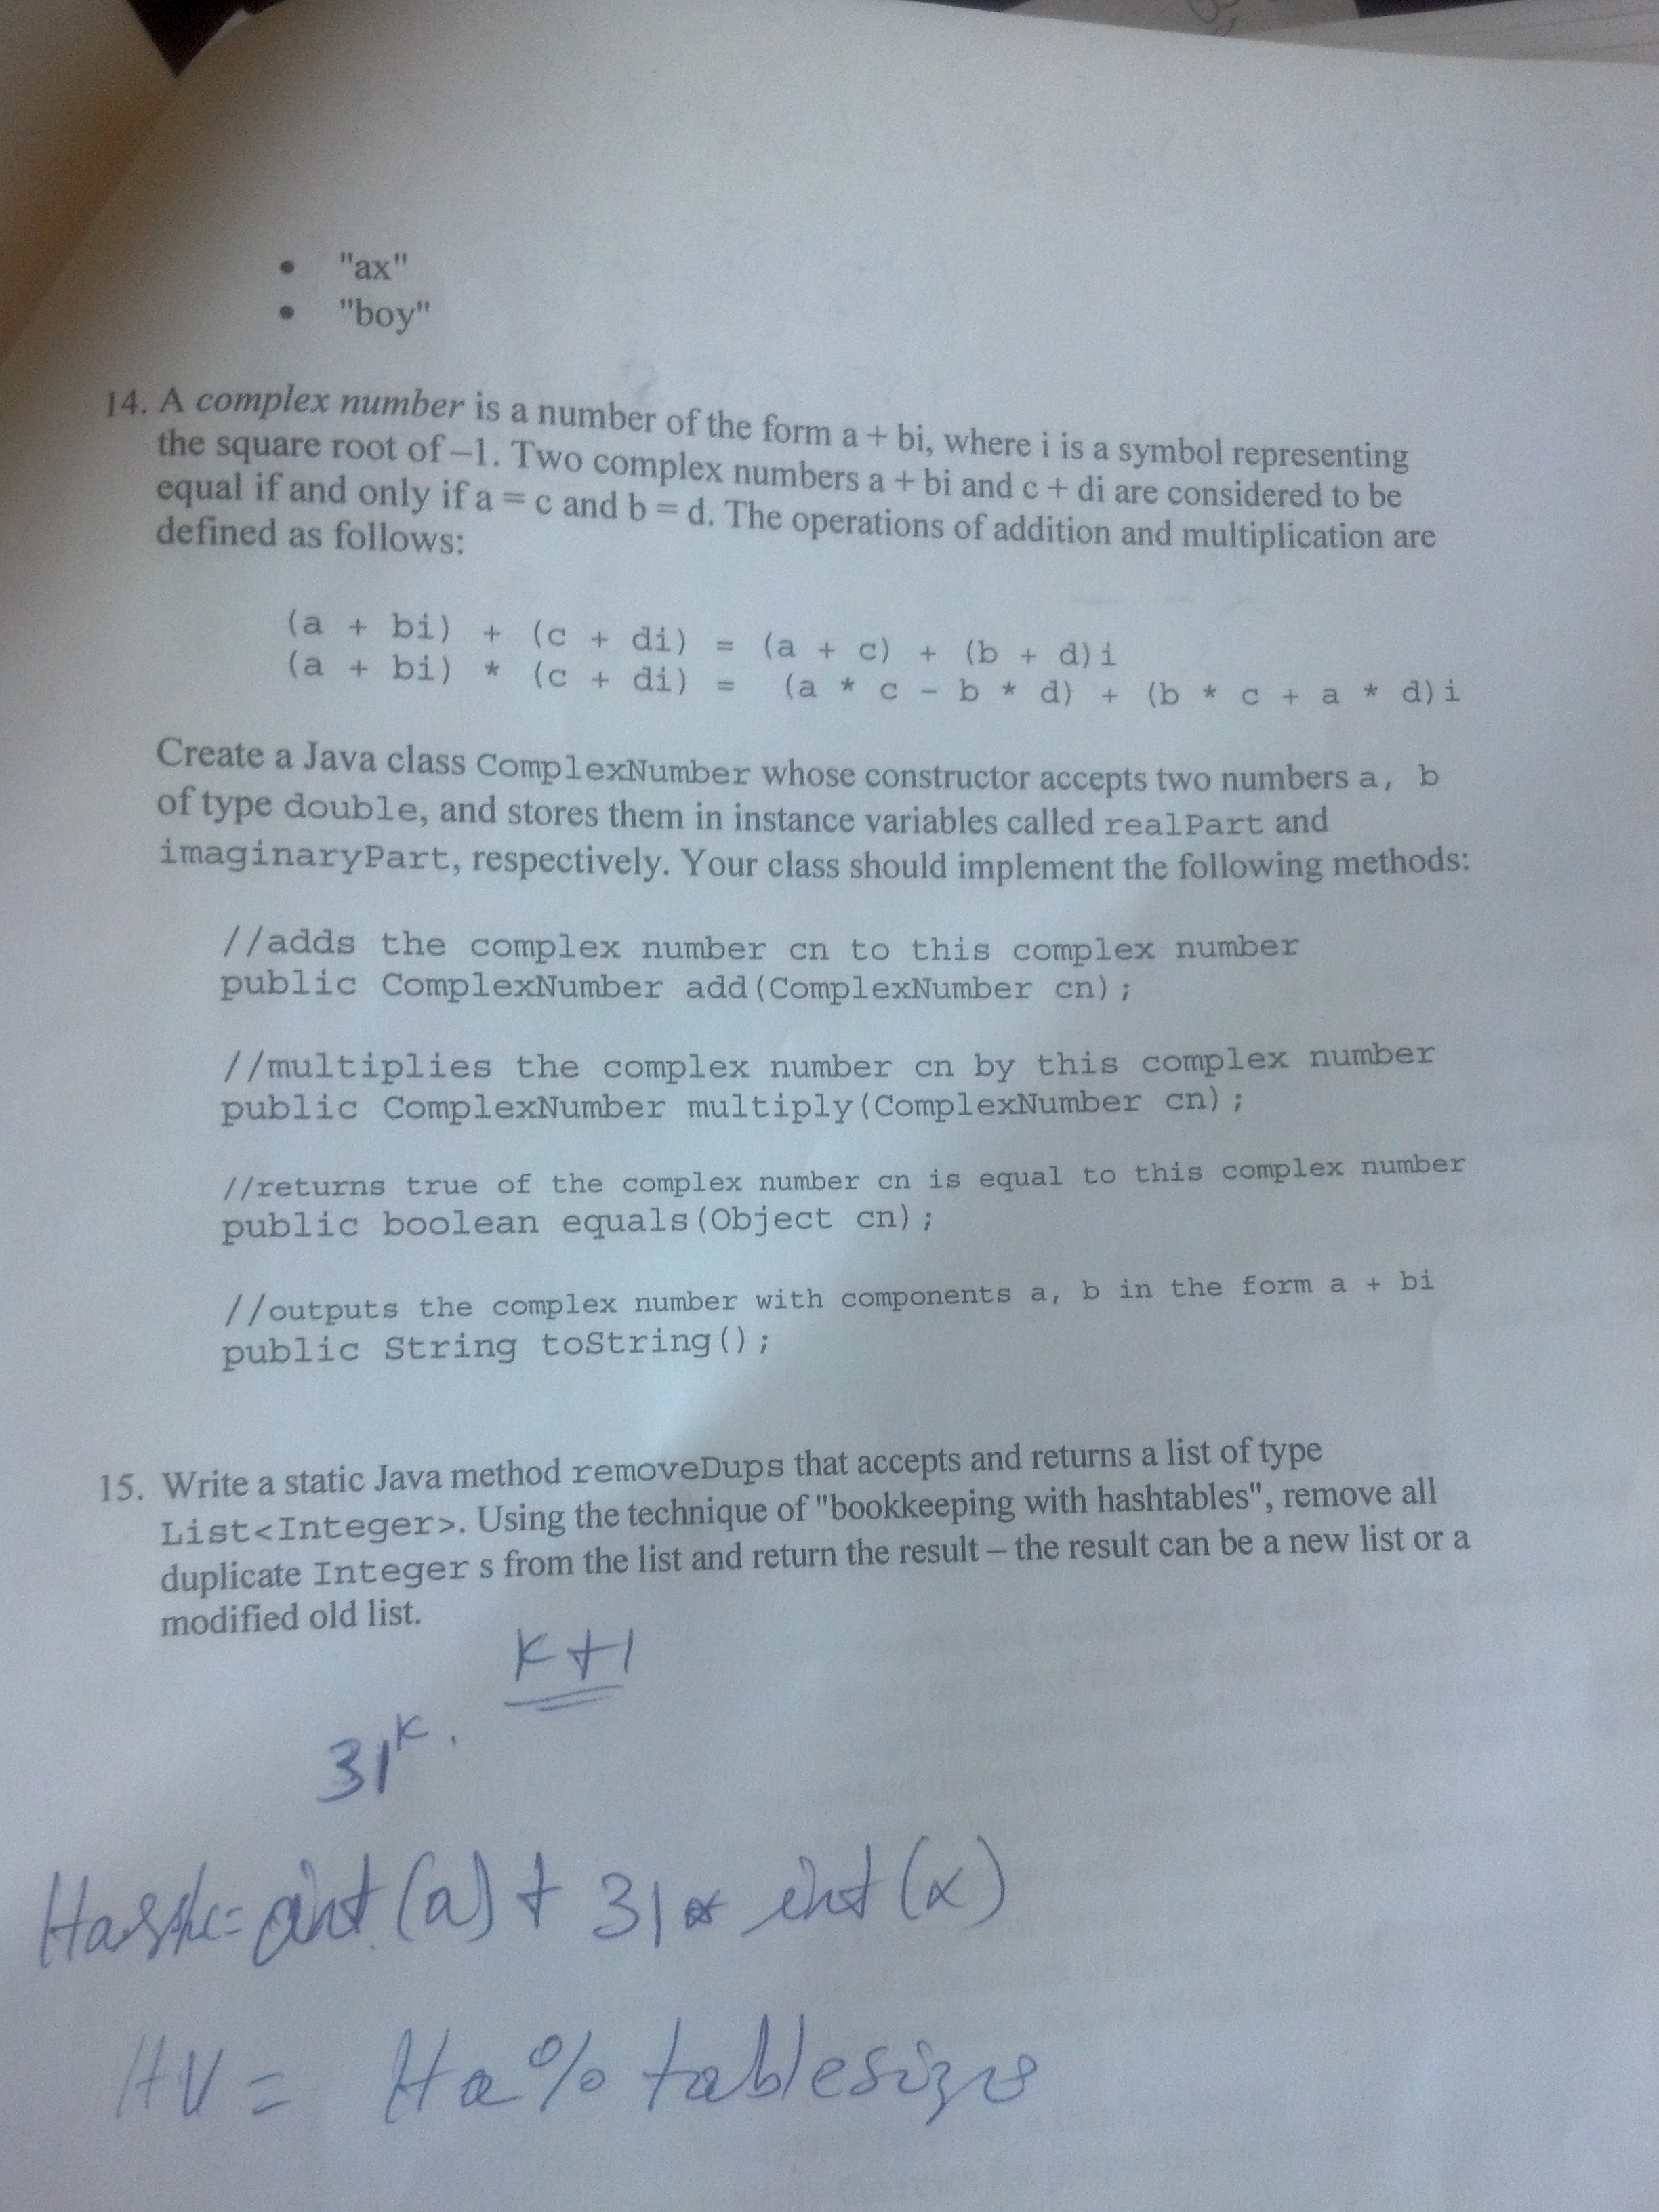 • "ax"
• "boy"
14. A complex number is a number of the form a + bi, where i is a symbol representing
the square root of –1. Two complex numbers a + bi and c + di are considered to be
equal if and only if a = c and b = d. The operations of addition and multiplication are
defined as follows:
(a + bi) + (c + di) = (a + c) + (b + d)i
(a + bi) * (c + di) = (a * c - b * d) + (b * c + a * d)i
Create a Java class ComplexNumber whose constructor accepts two numbers a, b
of type double, and stores them in instance variables called realPart and
imaginaryPart, respectively. Your class should implement the following methods:
//adds the complex number cn to this complex number
public ComplexNumber add(ComplexNumber cn);
//multiplies the complex number cn by this complex number
public ComplexNumber multiply(ComplexNumber cn);
//returns true of the complex number cn is equal to this complex number
public boolean equals(Object cn);
//outputs the complex number with components a, b in the form a + bi
public String toString();
15. Write a static Java method removeDups that accepts and returns a list of type
List<Integer>. Using the technique of "bookkeeping with hashtables", remove all
duplicate Integer s from the list and return the result – the result can be a new list or a
modified old list.
K+1
31^K.
= int(a) + 31 * int(x)
HV = Ha % tablesize